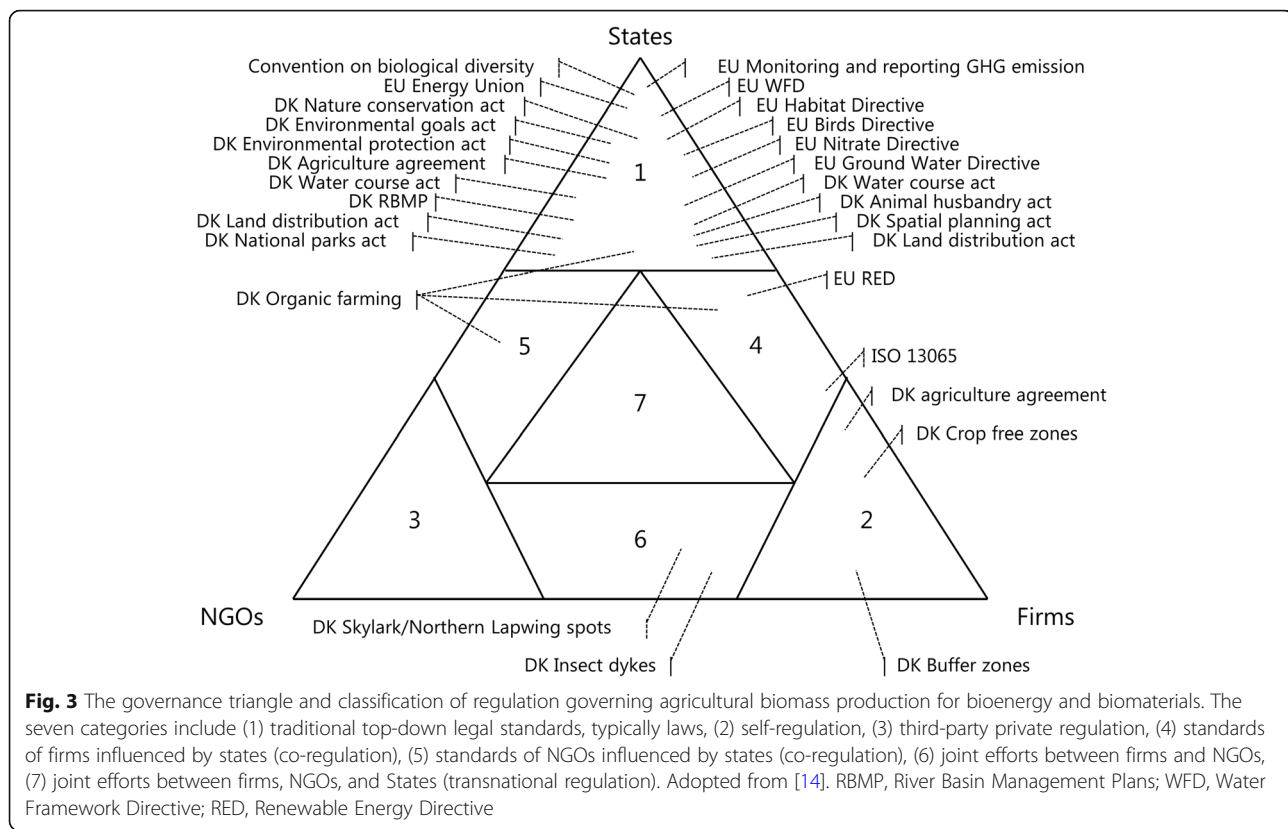 States
Convention on biological diversity
EU Energy Union
DK Nature conservation act
DK Environmental goals act
DK Environmental protection act
DK Agriculture agreement
DK Water course act
DK RBMP
DK Land distribution act
DK National parks act
DK Organic farming
EU Monitoring and reporting GHG emission
EU WFD
EU Habitat Directive
EU Birds Directive
EU Nitrate Directive
EU Ground Water Directive
DK Water course act
DK Animal husbandry act
DK Spatial planning act
DK Land distribution act
EU RED
ISO 13065
DK agriculture agreement
DK Crop free zones
1
5
4
7
3
6
2
NGOs
Firms
DK Skylark/Northern Lapwing spots
DK Insect dykes
DK Buffer zones
Fig. 3 The governance triangle and classification of regulation governing agricultural biomass production for bioenergy and biomaterials. The
seven categories include (1) traditional top-down legal standards, typically laws, (2) self-regulation, (3) third-party private regulation, (4) standards
of firms influenced by states (co-regulation), (5) standards of NGOs influenced by states (co-regulation), (6) joint efforts between firms and NGOs,
(7) joint efforts between firms, NGOs, and States (transnational regulation). Adopted from [14]. RBMP, River Basin Management Plans; WFD, Water
Framework Directive; RED, Renewable Energy Directive